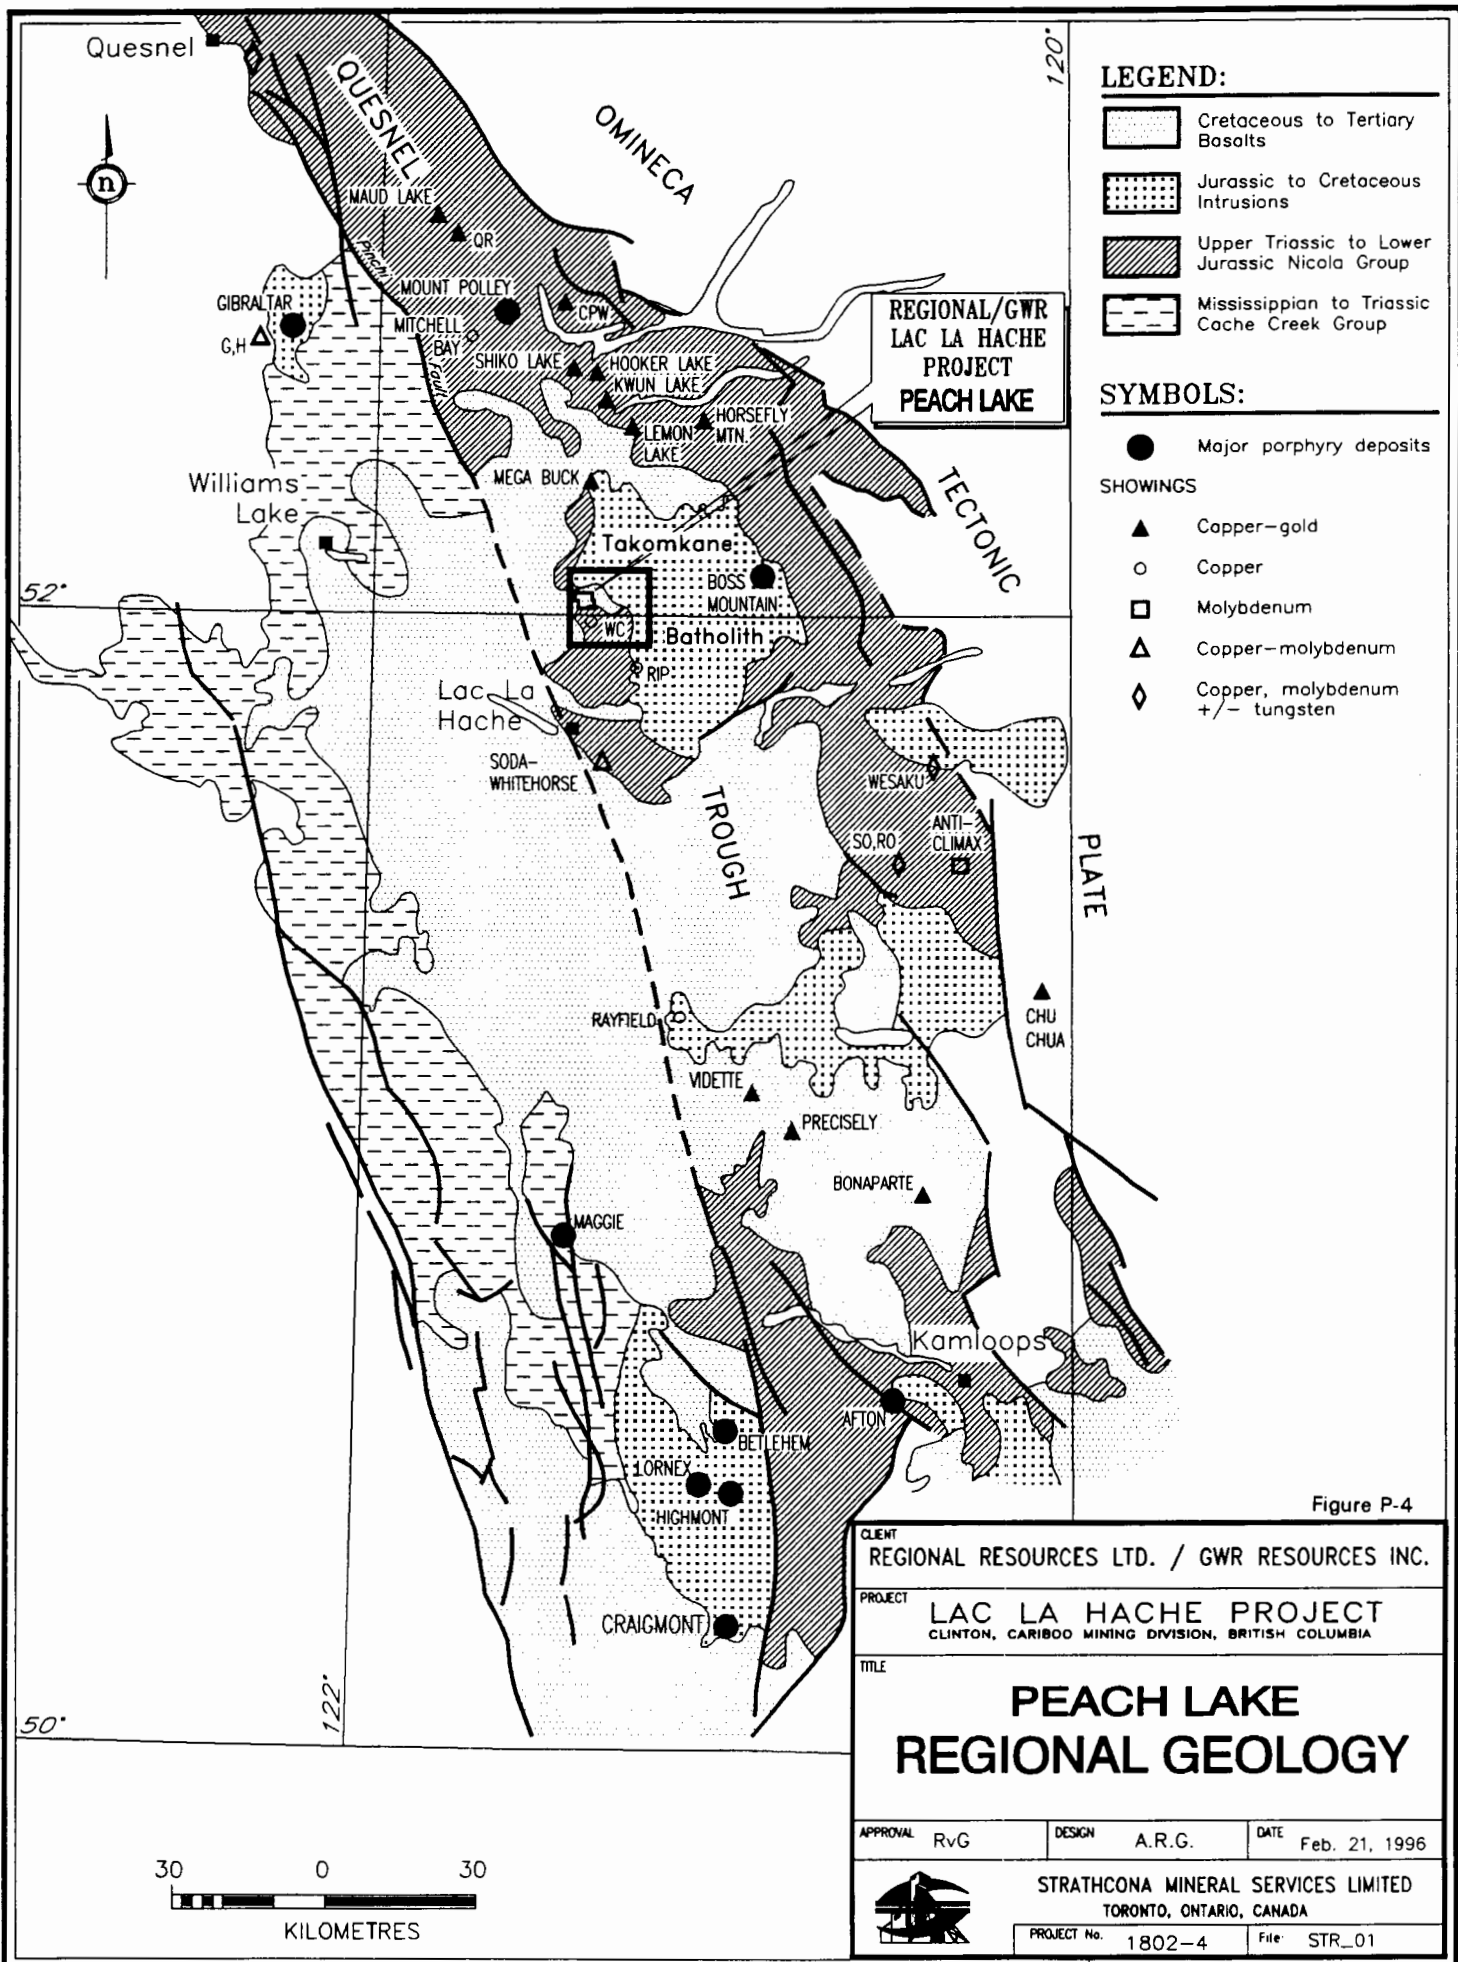 Quesnel
QUESNEL
OMINECA
120°
n
MAUD LAKE
QR
Pinchi
GIBRALTAR
MOUNT POLLEY
CPW
G,H
MITCHELL
BAY
SHIKO LAKE
HOOKER LAKE
KWUN LAKE
Fault
LEMON
LAKE
HORSEFLY
MTN.
REGIONAL/GWR
LAC LA HACHE
PROJECT
PEACH LAKE
MEGA BUCK
Williams
Lake
TECTONIC
Takomkane
BOSS
MOUNTAIN
52°
WC
Batholith
RIP
Lac La
Hache
SODA-
WHITEHORSE
WESAKU
TROUGH
ANTI-
CLIMAX
SO,RO
PLATE
CHU
CHUA
RAYFIELD
VIDETTE
PRECISELY
BONAPARTE
MAGGIE
Kamloops
AFTON
BETLEHEM
LORNEX
HIGHMONT
CRAIGMONT
122°
50°
30 0 30
KILOMETRES
LEGEND:
Cretaceous to Tertiary
Basalts
Jurassic to Cretaceous
Intrusions
Upper Triassic to Lower
Jurassic Nicola Group
Mississippian to Triassic
Cache Creek Group
SYMBOLS:
Major porphyry deposits
SHOWINGS
Capper-gold
Copper
Molybdenum
Copper-molybdenum
Copper, molybdenum
+/- tungsten
Figure P-4
CLIENT
REGIONAL RESOURCES LTD. / GWR RESOURCES INC.
PROJECT
LAC LA HACHE PROJECT
CLINTON, CARIBOO MINING DIVISION, BRITISH COLUMBIA
TITLE
PEACH LAKE
REGIONAL GEOLOGY
APPROVAL RvG DESIGN A.R.G. DATE Feb. 21, 1996
STRATHCONA MINERAL SERVICES LIMITED
TORONTO, ONTARIO, CANADA
PROJECT No. 1802-4 File: STR_01